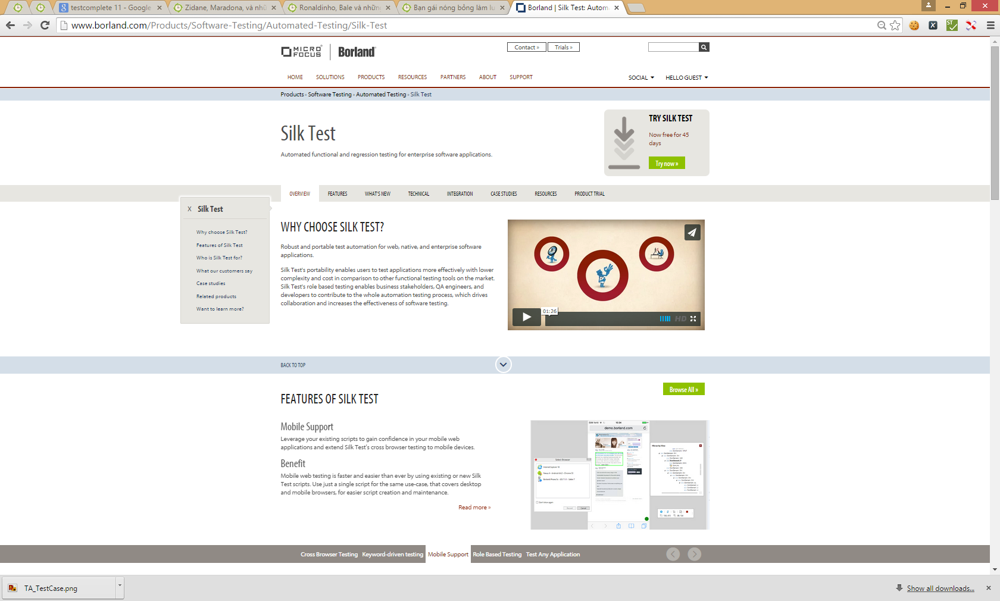 testcomplete 11 - Google
Zidane, Maradona, và nhữ
Ronaldinho, Bale và nhữn
Bạn gái nóng bỏng làm lu
Borland | Silk Test: Autom
www.borland.com/Products/Software-Testing/Automated-Testing/Silk-Test
MICRO FOCUS
Borland
Contact »
Trials »
HOME SOLUTIONS PRODUCTS RESOURCES PARTNERS ABOUT SUPPORT
SOCIAL HELLO GUEST
Products » Software Testing » Automated Testing » Silk Test
Silk Test
Automated functional and regression testing for enterprise software applications.
TRY SILK TEST
Now free for 45
days
Try now »
OVERVIEW FEATURES WHAT'S NEW TECHNICAL INTEGRATION CASE STUDIES RESOURCES PRODUCT TRIAL
X Silk Test
Why choose Silk Test?
Features of Silk Test
Who is Silk Test for?
What our customers say
Case studies
Related products
Want to learn more?
WHY CHOOSE SILK TEST?
Robust and portable test automation for web, native, and enterprise software
applications.
Silk Test's portability enables users to test applications more effectively with lower
complexity and cost in comparison to other functional testing tools on the market.
Silk Test's role based testing enables business stakeholders, QA engineers, and
developers to contribute to the whole automation testing process, which drives
collaboration and increases the effectiveness of software testing.
01:26
HD
BACK TO TOP
FEATURES OF SILK TEST
Browse All »
Mobile Support
Leverage your existing scripts to gain confidence in your mobile web
applications and extend Silk Test's cross browser testing to mobile devices.
Benefit
Mobile web testing is faster and easier than ever by using existing or new Silk
Test scripts. Use just a single script for the same use-case, that covers desktop
and mobile browsers, for easier script creation and maintenance.
Read more »
demo.borland.com
Select Browser
Hierarchy View
Cross Browser Testing Keyword-driven testing Mobile Support Role Based Testing Test Any Application
TA_TestCase.png
Show all downloads...